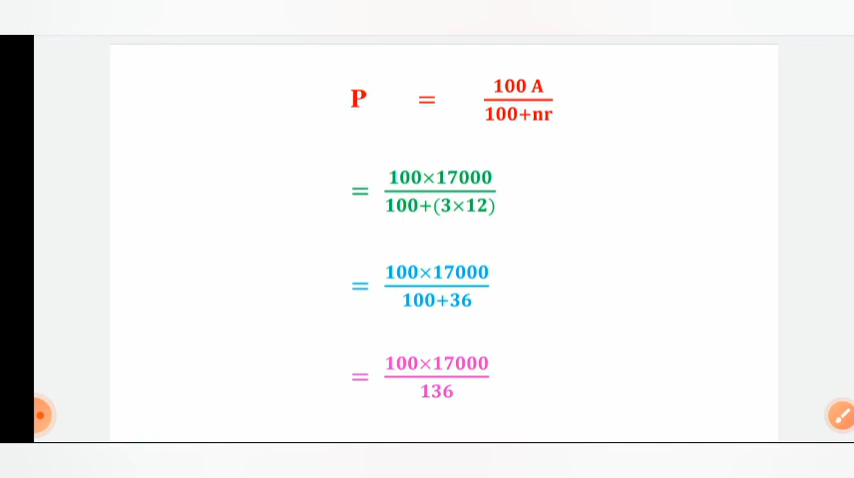 P = 100 A / 100+nr
= 100×17000 / 100+(3×12)
= 100×17000 / 100+36
= 100×17000 / 136